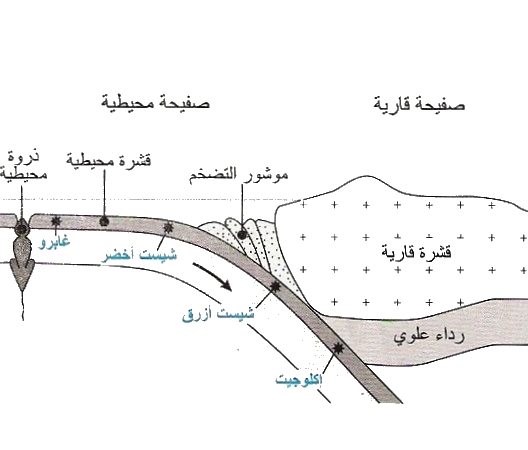 صفيحة قارية
صفيحة محيطية
ذروة
محيطية
قشرة محيطية
موشور التضخم
غابرو
شيست أخضر
قشرة قارية
شيست أزرق
رداء علوي
إكلوجيت